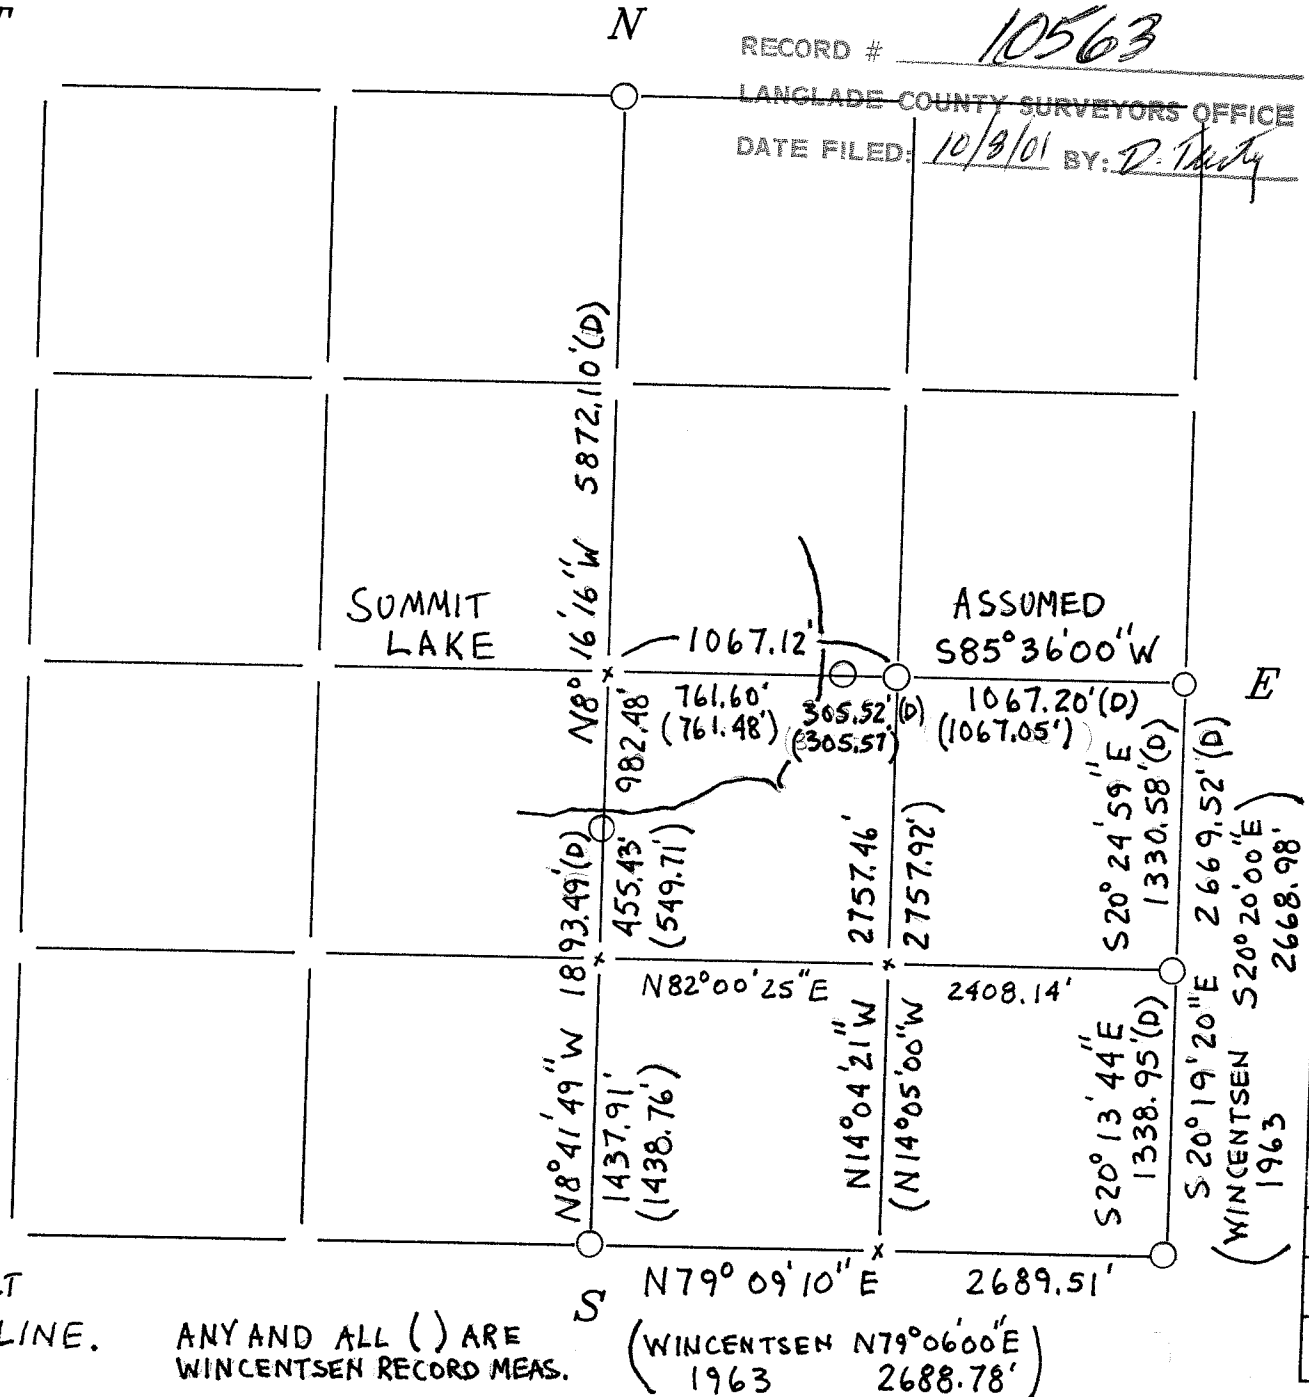 N
RECORD # 10563
LANGLADE COUNTY SURVEYORS OFFICE
DATE FILED: 10/8/01 BY: D.
N8°16'16"W 5872.10'(D)
SUMMIT
LAKE
1067.12'
ASSUMED
S85°36'00"W
E
761.60'
(761.48')
305.52'(D)
(305.57)
1067.20'(D)
(1067.05')
982.48'
N8°41'49"W 1893.49'(D)
455.43'
(549.71')
N14°04'21"W 2757.46'
(N14°05'00"W 2757.92')
S20°24'59"E
1330.58'(D)
S20°19'20"E 2669.52'(D)
(WINCENTSEN S20°20'00"E
1963 2668.98')
N82°00'25"E 2408.14'
1437.91'
(1438.76')
S20°13'44"E
1338.95'(D)
S
N79°09'10"E 2689.51'
LINE.
ANY AND ALL ( ) ARE
WINCENTSEN RECORD MEAS.
(WINCENTSEN N79°06'00"E
1963 2688.78')